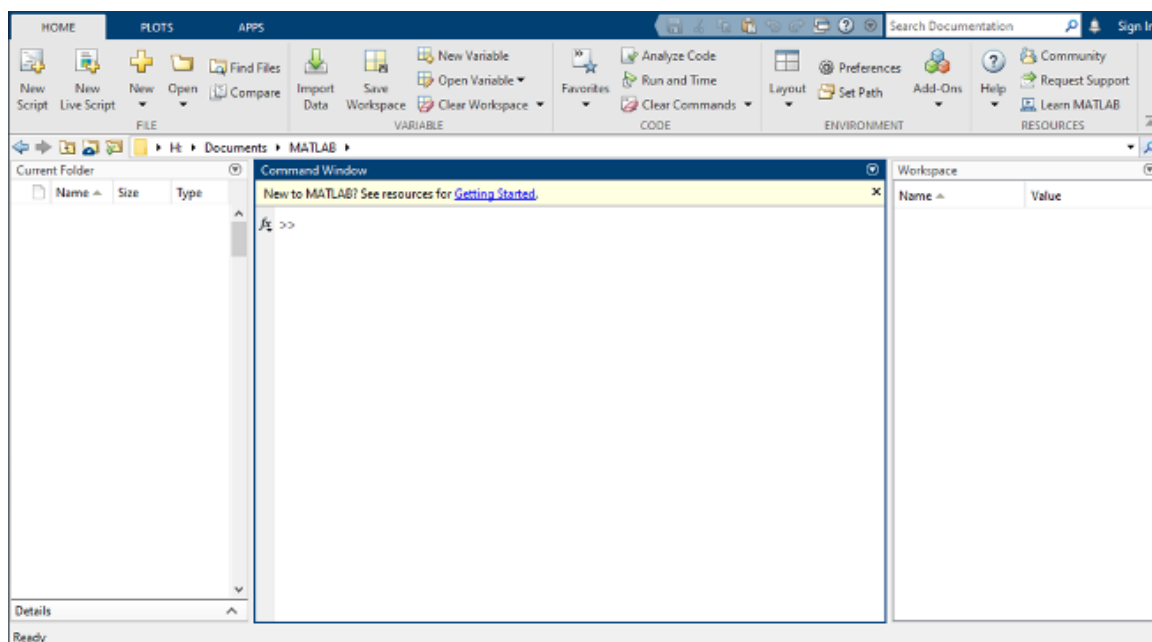 HOME PLOTS APPS Search Documentation Sign In
New Script
New Live Script
New
Open
Find Files
Compare
FILE
Import Data
Save Workspace
New Variable
Open Variable
Clear Workspace
VARIABLE
Favorites
Analyze Code
Run and Time
Clear Commands
CODE
Layout
Preferences
Set Path
ENVIRONMENT
Add-Ons
Help
Community
Request Support
Learn MATLAB
RESOURCES
H: Documents MATLAB
Current Folder
Name Size Type
Command Window
New to MATLAB? See resources for Getting Started.
fx >>
Workspace
Name Value
Details
Ready